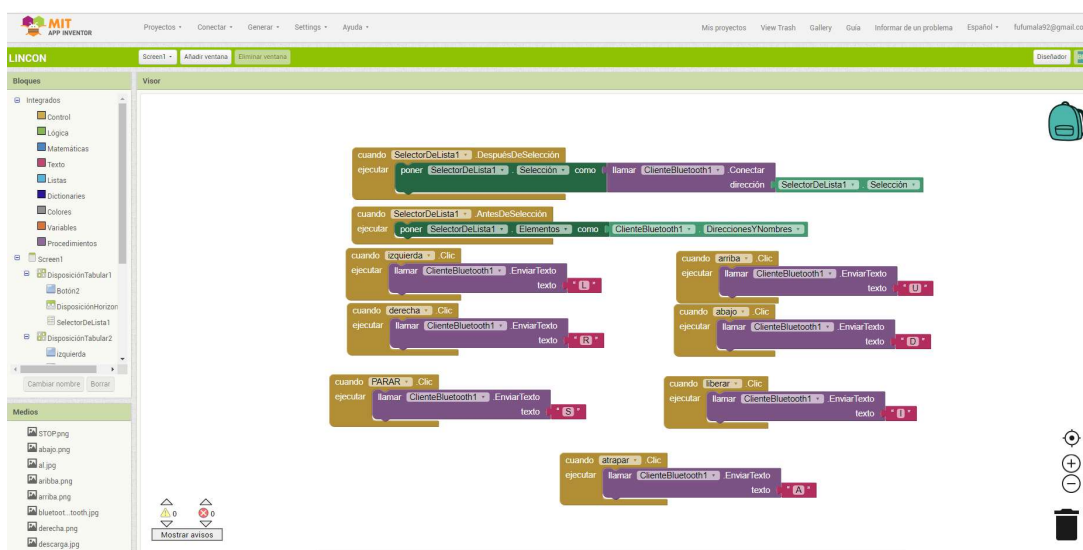 MIT
APP INVENTOR
Proyectos Conectar Generar Settings Ayuda
Mis proyectos View Trash Gallery Guía Informar de un problema Español fufumala92@gmail.co
LINCON
Screen1 Añadir ventana Eliminar ventana
Diseñador
Bloques
Visor
Integrados
Control
Lógica
Matemáticas
Texto
Listas
Dictionaries
Colores
Variables
Procedimientos
Screen1
DisposiciónTabular1
Botón2
DisposiciónHorizon
SelectorDeLista1
DisposiciónTabular2
izquierda
Cambiar nombre Borrar
Medios
STOP.png
abajo.png
al.jpg
aribba.png
arriba.png
bluetoot...tooth.jpg
derecha.png
descarga.jpg
cuando SelectorDeLista1 .DespuésDeSelección
ejecutar poner SelectorDeLista1 . Selección como llamar ClienteBluetooth1 .Conectar
dirección SelectorDeLista1 . Selección
cuando SelectorDeLista1 .AntesDeSelección
ejecutar poner SelectorDeLista1 . Elementos como ClienteBluetooth1 . DireccionesYNombres
cuando izquierda .Clic
ejecutar llamar ClienteBluetooth1 .EnviarTexto
texto " L "
cuando arriba .Clic
ejecutar llamar ClienteBluetooth1 .EnviarTexto
texto " U "
cuando derecha .Clic
ejecutar llamar ClienteBluetooth1 .EnviarTexto
texto " R "
cuando abajo .Clic
ejecutar llamar ClienteBluetooth1 .EnviarTexto
texto " D "
cuando PARAR .Clic
ejecutar llamar ClienteBluetooth1 .EnviarTexto
texto " S "
cuando liberar .Clic
ejecutar llamar ClienteBluetooth1 .EnviarTexto
texto
cuando atrapar .Clic
ejecutar llamar ClienteBluetooth1 .EnviarTexto
texto " A "
0 0
Mostrar avisos